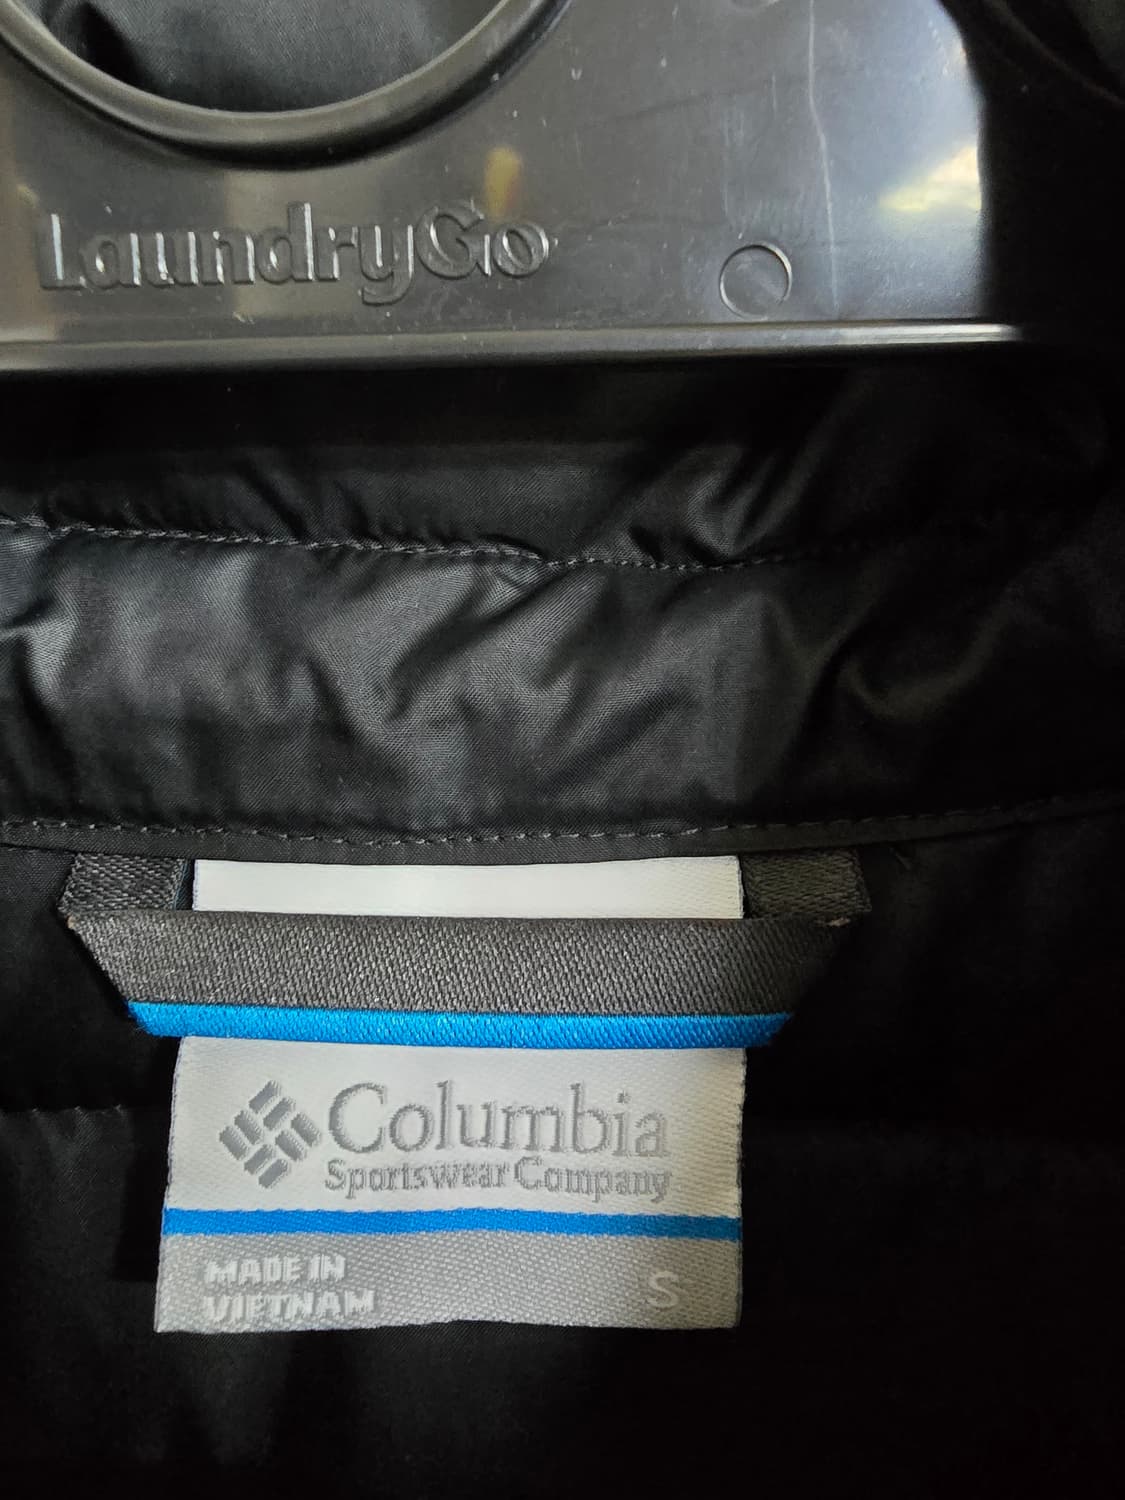 LaundryGo
Columbia
Sportswear Company
MADE IN
VIETNAM
S